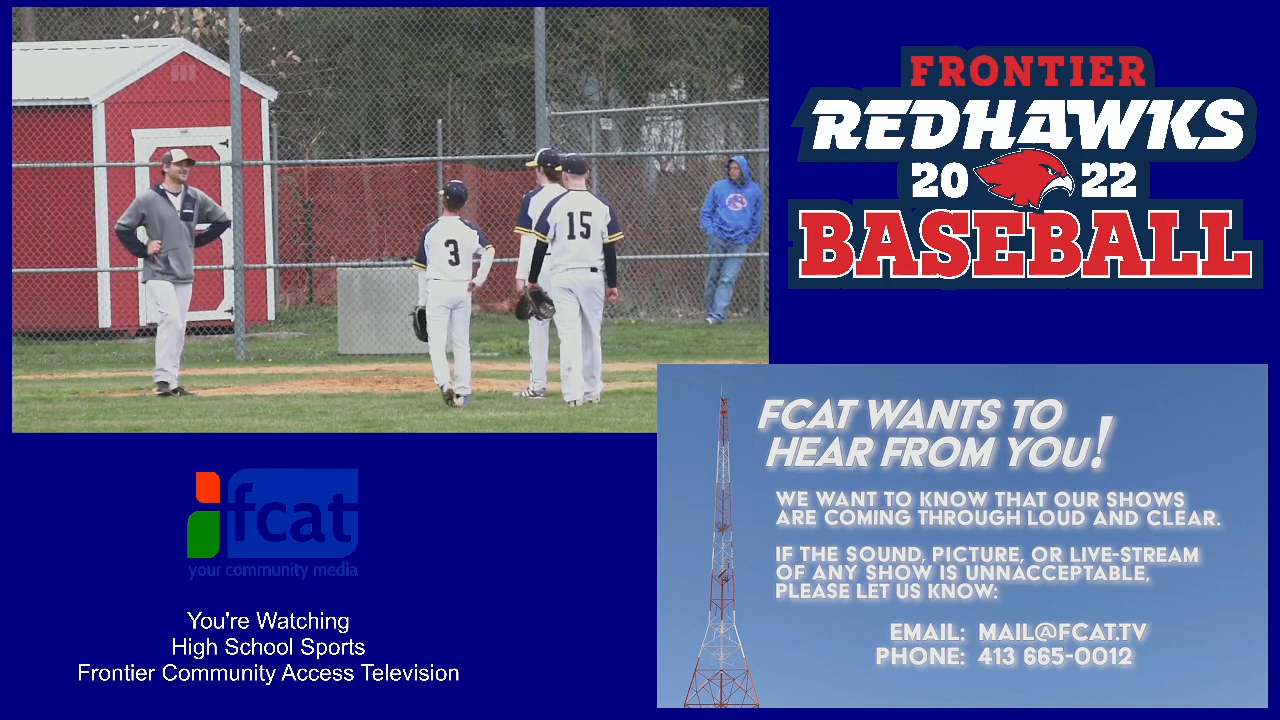 3
15
FRONTIER
REDHAWKS
20 22
BASEBALL
FCAT WANTS TO
HEAR FROM YOU!
WE WANT TO KNOW THAT OUR SHOWS
ARE COMING THROUGH LOUD AND CLEAR.
IF THE SOUND, PICTURE, OR LIVE-STREAM
OF ANY SHOW IS UNNACCEPTABLE,
PLEASE LET US KNOW:
EMAIL: MAIL@FCAT.TV
PHONE: 413 665-0012
fcat
your community media
You're Watching
High School Sports
Frontier Community Access Television